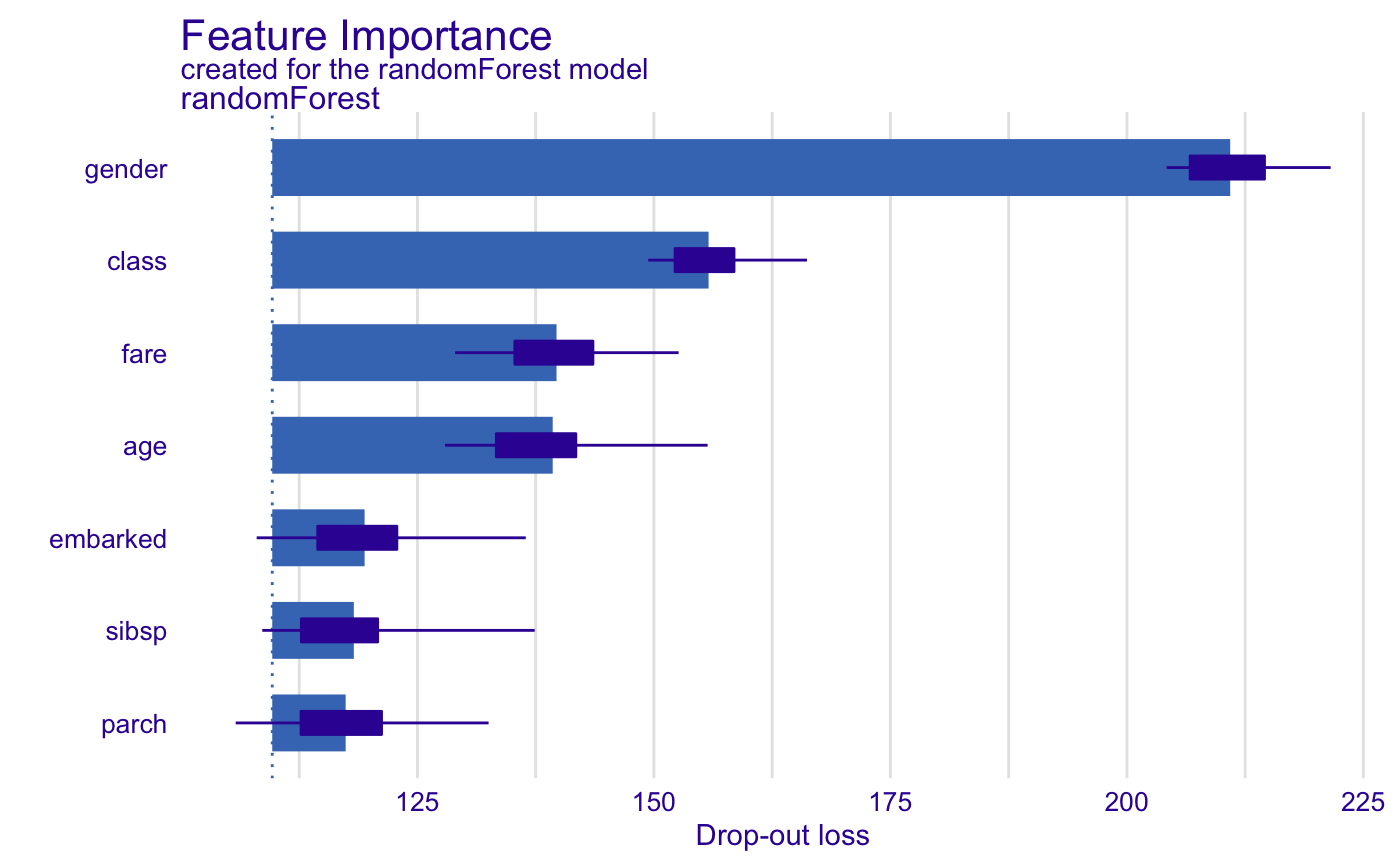 Feature Importance
created for the randomForest model
randomForest
gender
class
fare
age
embarked
sibsp
parch
125 150 175 200 225
Drop-out loss